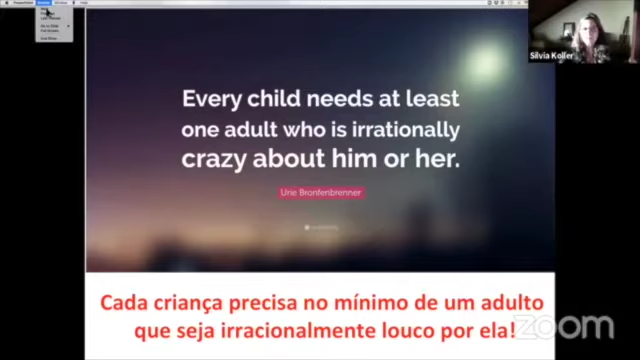 Silvia Koller
Every child needs at least
one adult who is irrationally
crazy about him or her.
Urie Bronfenbrenner
Cada criança precisa no mínimo de um adulto
que seja irracionalmente louco por ela!
zoom